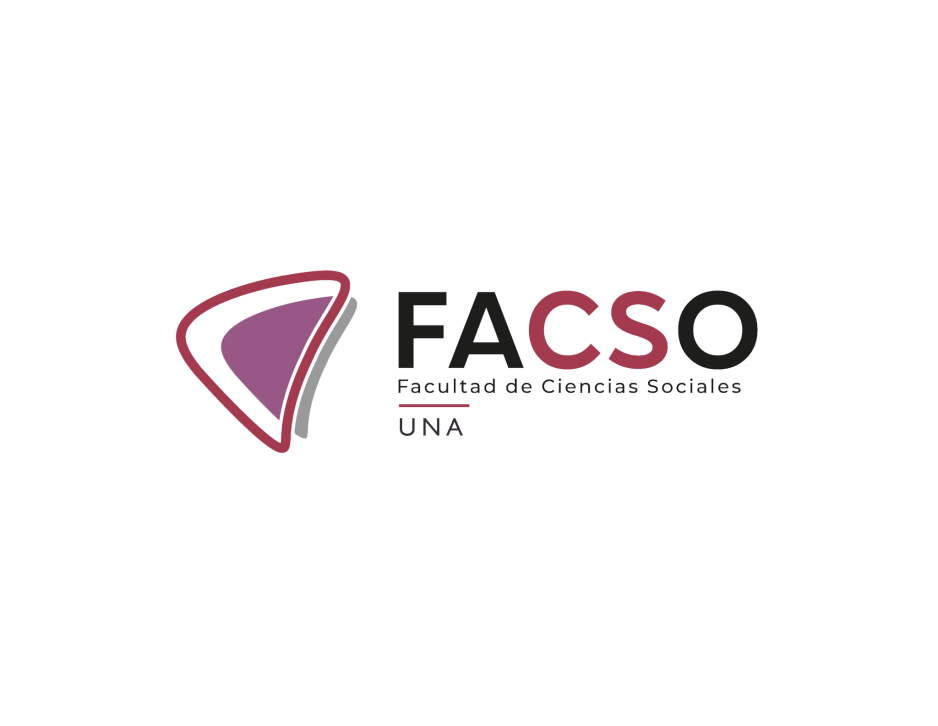 FACSO
Facultad de Ciencias Sociales
UNA